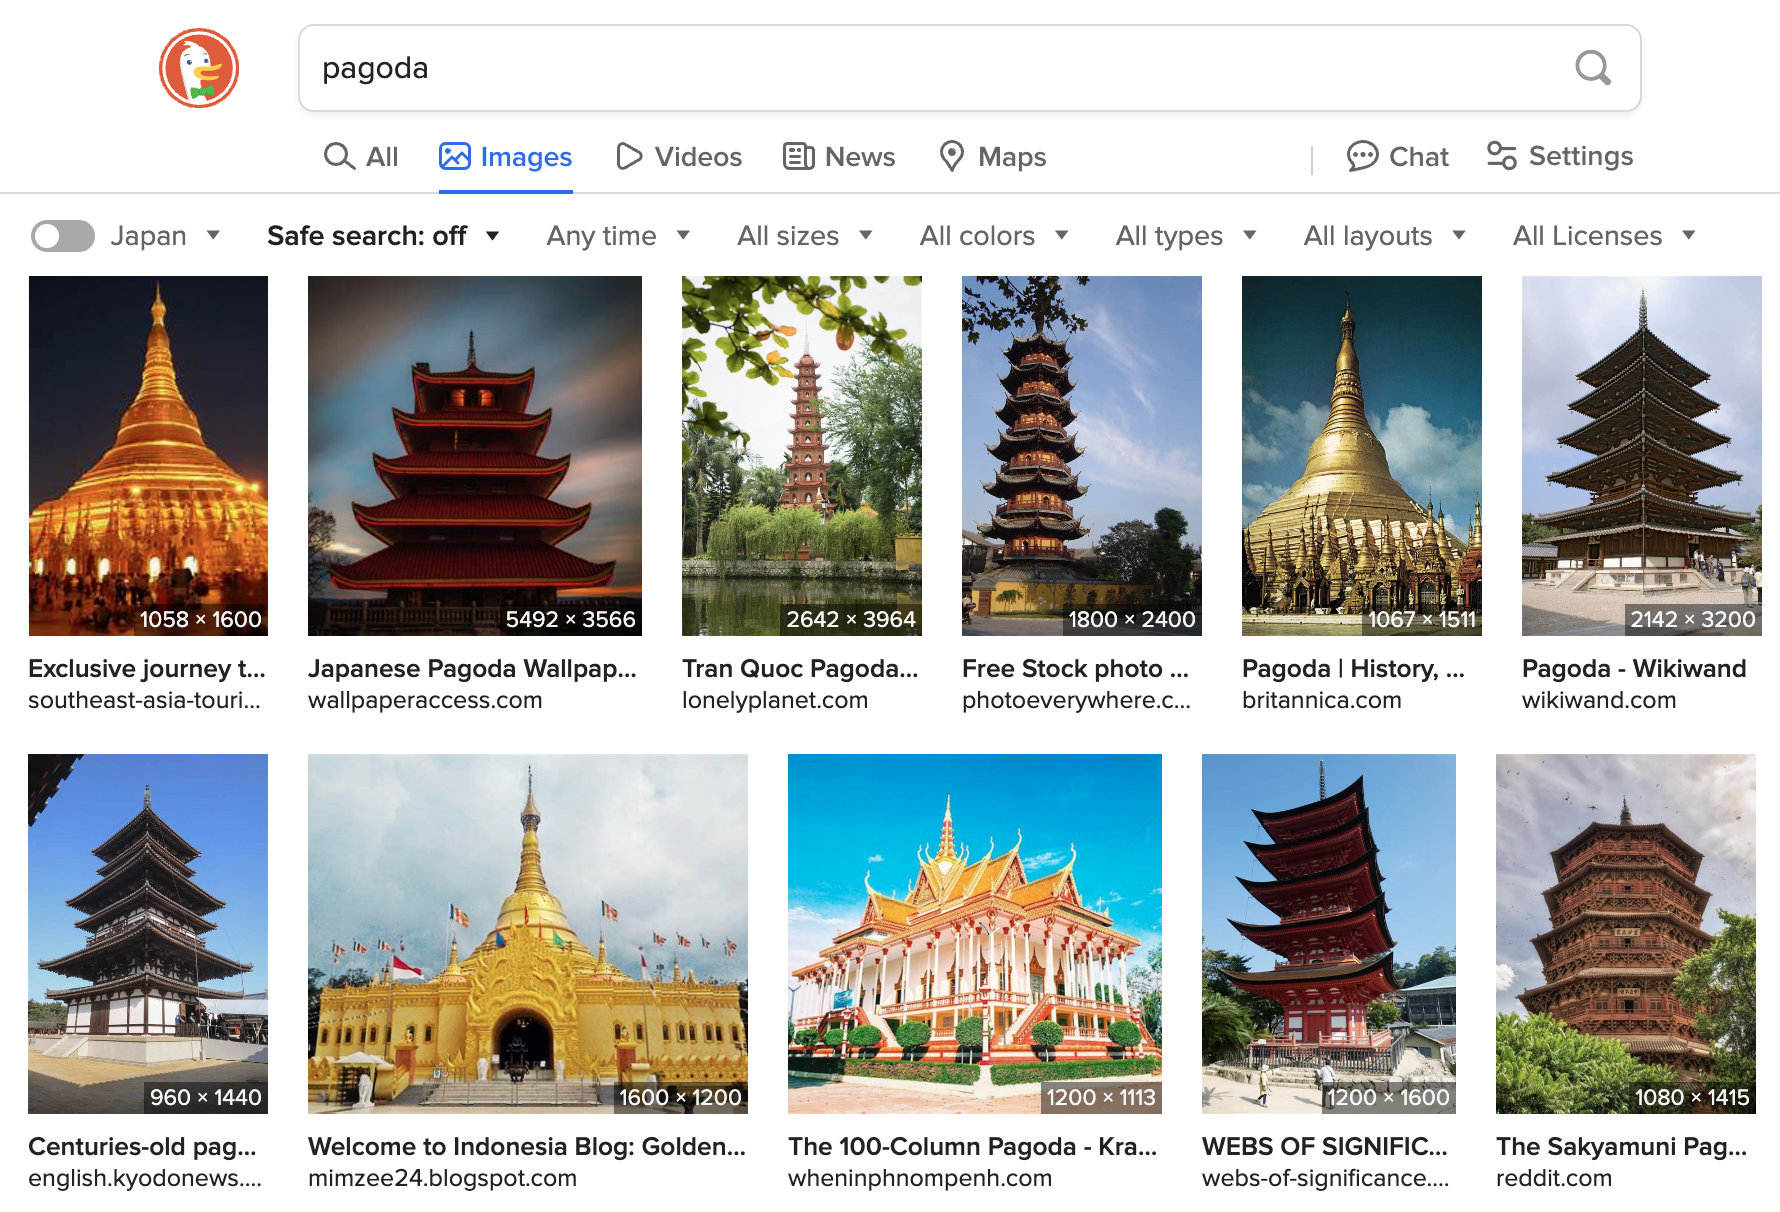 pagoda
All Images Videos News Maps Chat Settings
Japan Safe search: off Any time All sizes All colors All types All layouts All Licenses
1058 × 1600 5492 × 3566 2642 × 3964 1800 × 2400 1067 × 1511 2142 × 3200
Exclusive journey t... Japanese Pagoda Wallpap... Tran Quoc Pagoda... Free Stock photo ... Pagoda | History, ... Pagoda - Wikiwand
southeast-asia-touri... wallpaperaccess.com lonelyplanet.com photoeverywhere.c... britannica.com wikiwand.com
960 × 1440 1600 × 1200 1200 × 1113 1200 × 1600 1080 × 1415
Centuries-old pag... Welcome to Indonesia Blog: Golden... The 100-Column Pagoda - Kra... WEBS OF SIGNIFIC... The Sakyamuni Pag...
english.kyodonews.... mimzee24.blogspot.com wheninphnompenh.com webs-of-significance.... reddit.com